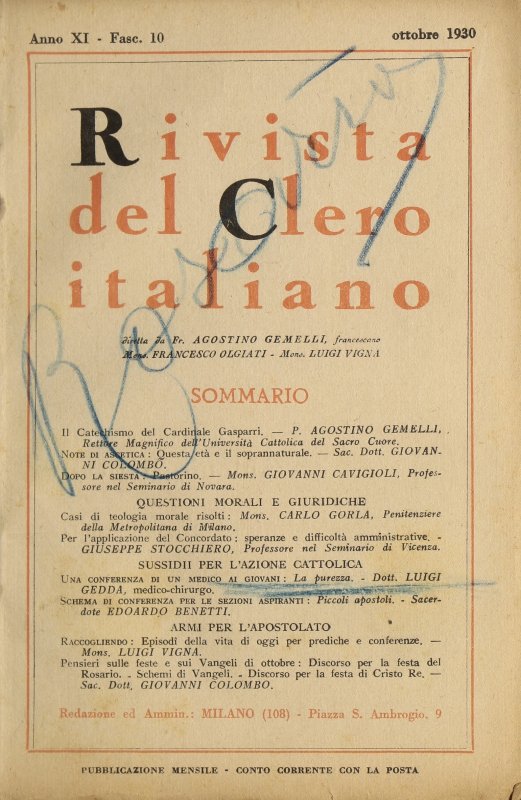 Anno XI - Fasc. 10
ottobre 1930
Rivista
del Clero
italiano
diretta da Fr. AGOSTINO GEMELLI, francescano
Mons. FRANCESCO OLGIATI - Mons. LUIGI VIGNA
SOMMARIO
Il Catechismo del Cardinale Gasparri. — P. AGOSTINO GEMELLI,
Rettore Magnifico dell'Università Cattolica del Sacro Cuore.
NOTE DI ASCETICA: Questa età e il soprannaturale. — Sac. Dott. GIOVAN-
NI COLOMBO.
DOPO LA SIESTA: Pastorino. — Mons. GIOVANNI CAVIGIOLI, Profes-
sore nel Seminario di Novara.
QUESTIONI MORALI E GIURIDICHE
Casi di teologia morale risolti: Mons. CARLO GORLA, Penitenziere
della Metropolitana di Milano.
Per l'applicazione del Concordato: speranze e difficoltà amministrative. -
GIUSEPPE STOCCHIERO, Professore nel Seminario di Vicenza.
SUSSIDII PER L'AZIONE CATTOLICA
UNA CONFERENZA DI UN MEDICO AI GIOVANI: La purezza. - Dott. LUIGI
GEDDA, medico-chirurgo.
SCHEMA DI CONFERENZA PER LE SEZIONI ASPIRANTI: Piccoli apostoli. - Sacer-
dote EDOARDO BENETTI.
ARMI PER L'APOSTOLATO
RACCOGLIENDO: Episodi della vita di oggi per prediche e conferenze. —
Mons. LUIGI VIGNA.
Pensieri sulle feste e sui Vangeli di ottobre: Discorso per la festa del
Rosario. - Schemi di Vangeli. - Discorso per la festa di Cristo Re. —
Sac. Dott. GIOVANNI COLOMBO.
Redazione ed Ammin.: MILANO (108) - Piazza S. Ambrogio, 9
PUBBLICAZIONE MENSILE - CONTO CORRENTE CON LA POSTA